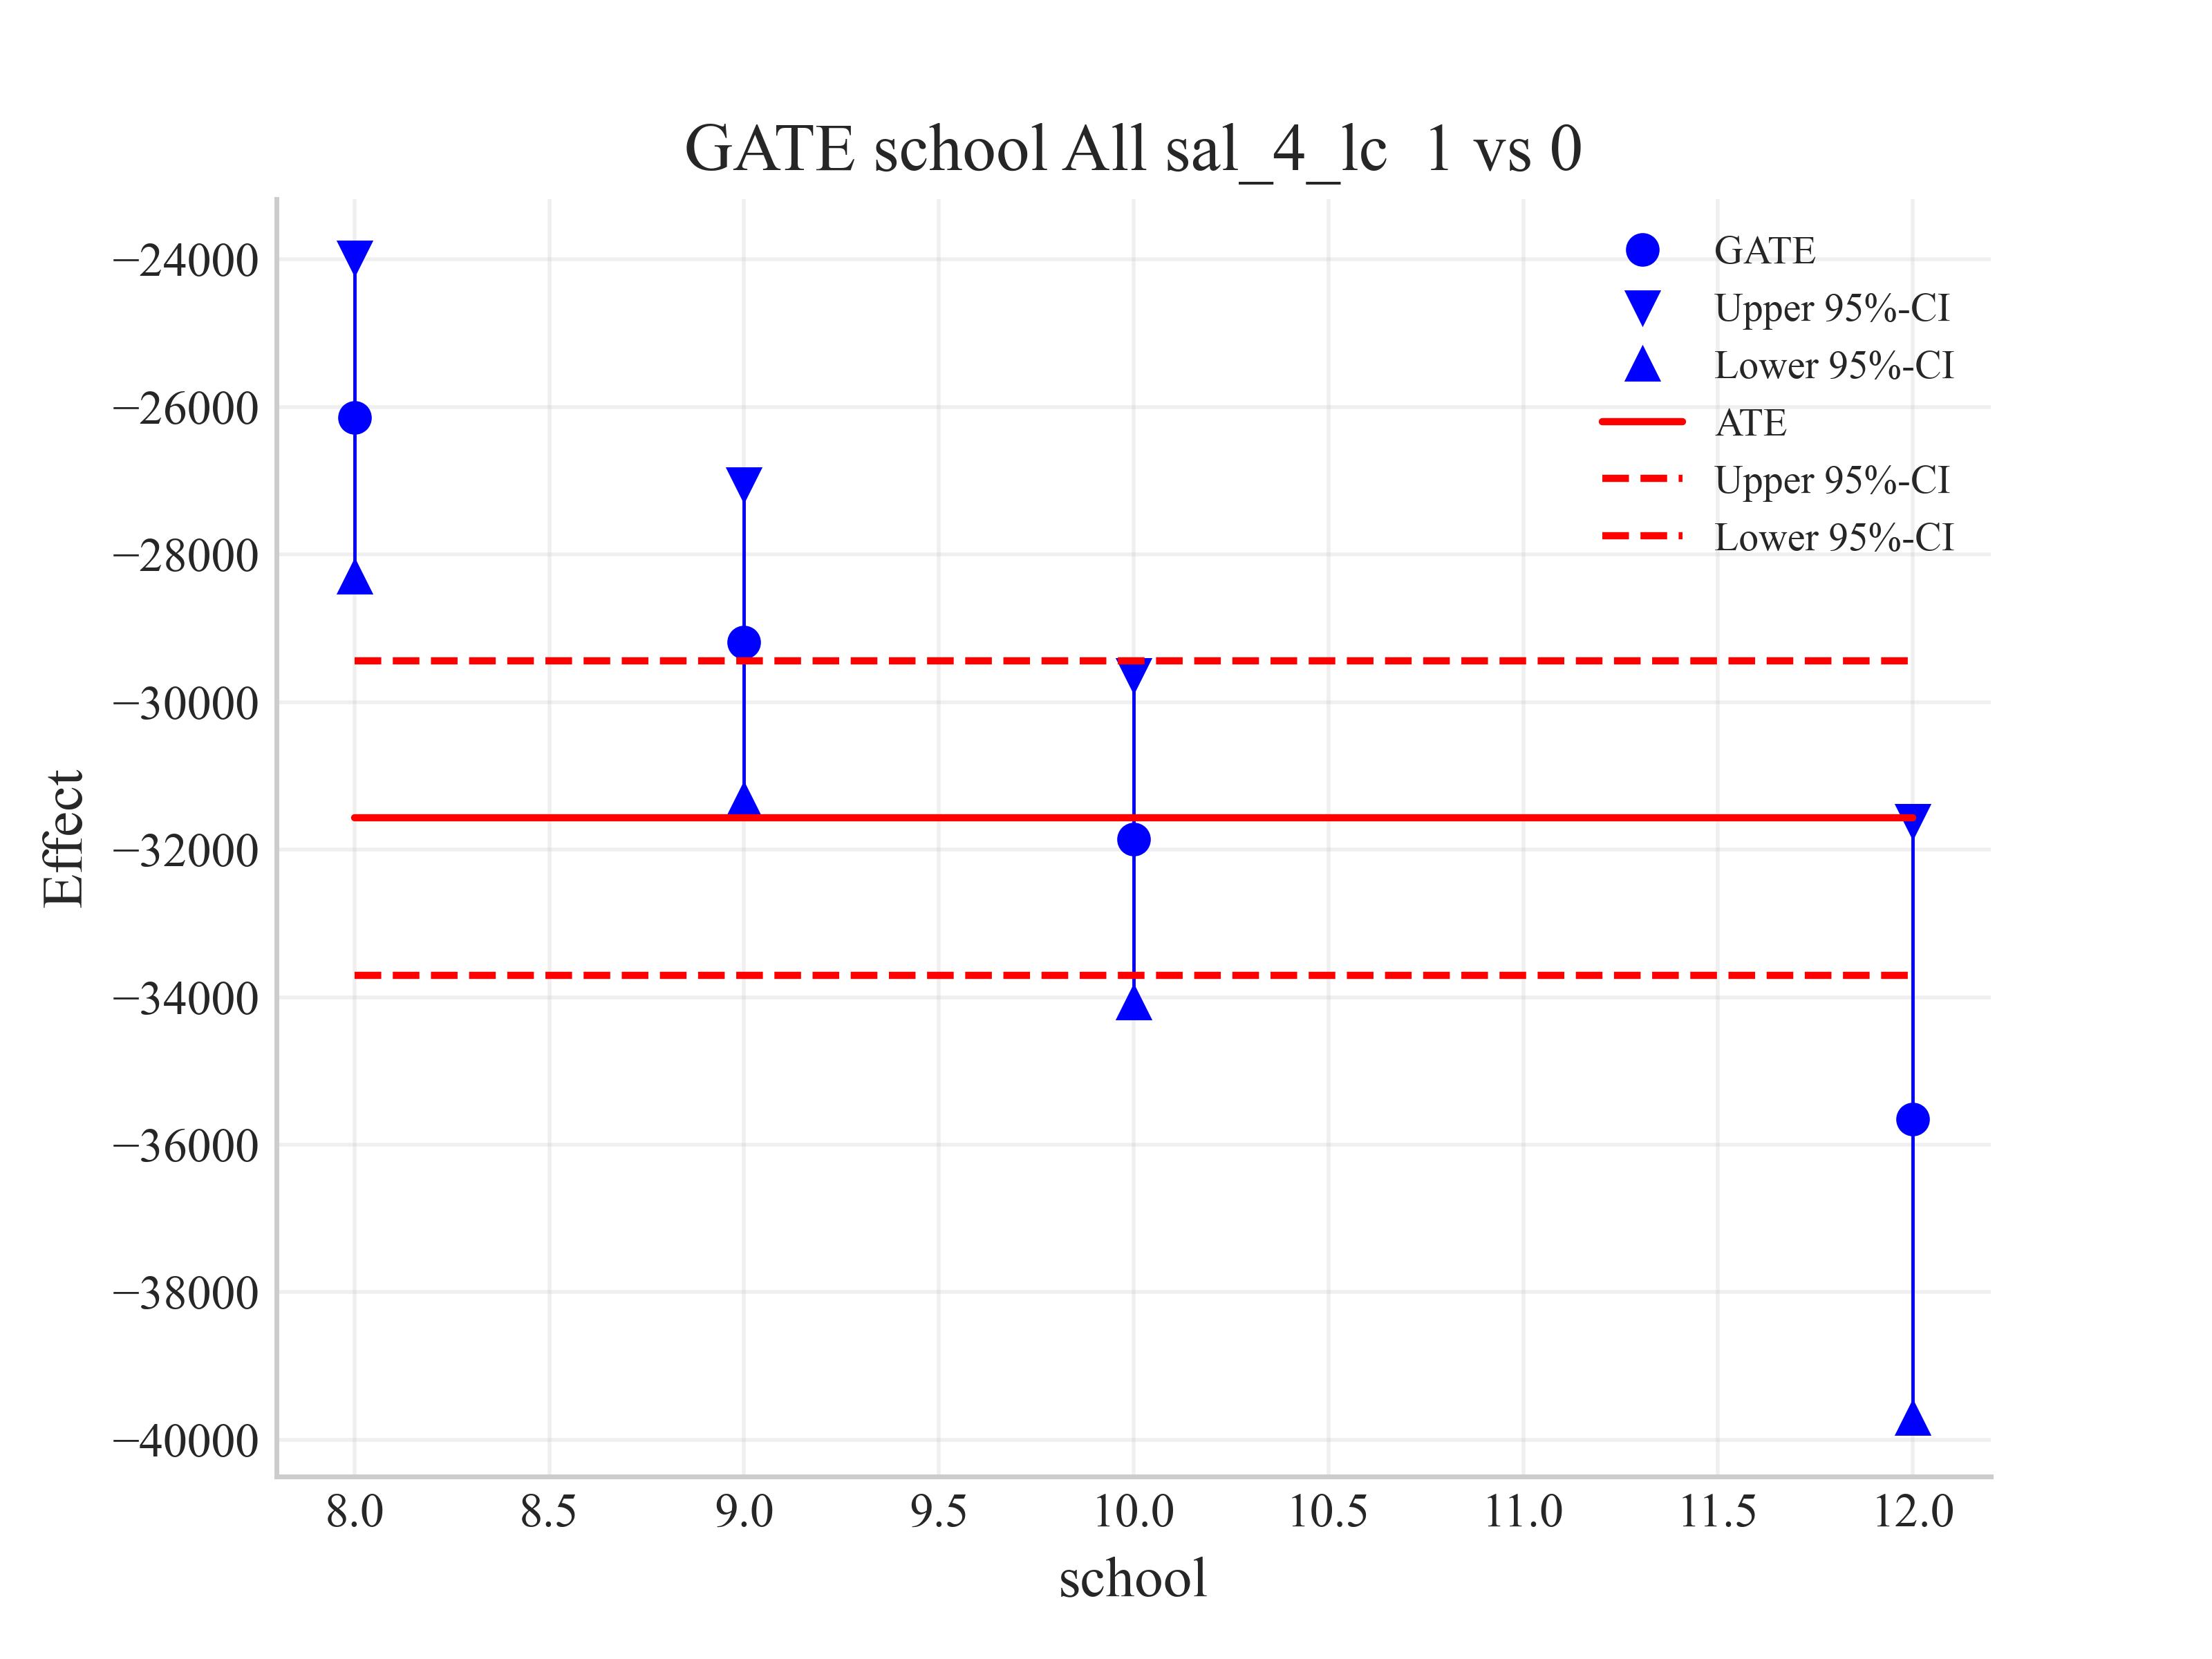 GATE school All sal_4_lc  1 vs 0
−24000
−26000
−28000
−30000
−32000
−34000
−36000
−38000
−40000
Effect
GATE
Upper 95%-CI
Lower 95%-CI
ATE
Upper 95%-CI
Lower 95%-CI
8.0 8.5 9.0 9.5 10.0 10.5 11.0 11.5 12.0
school